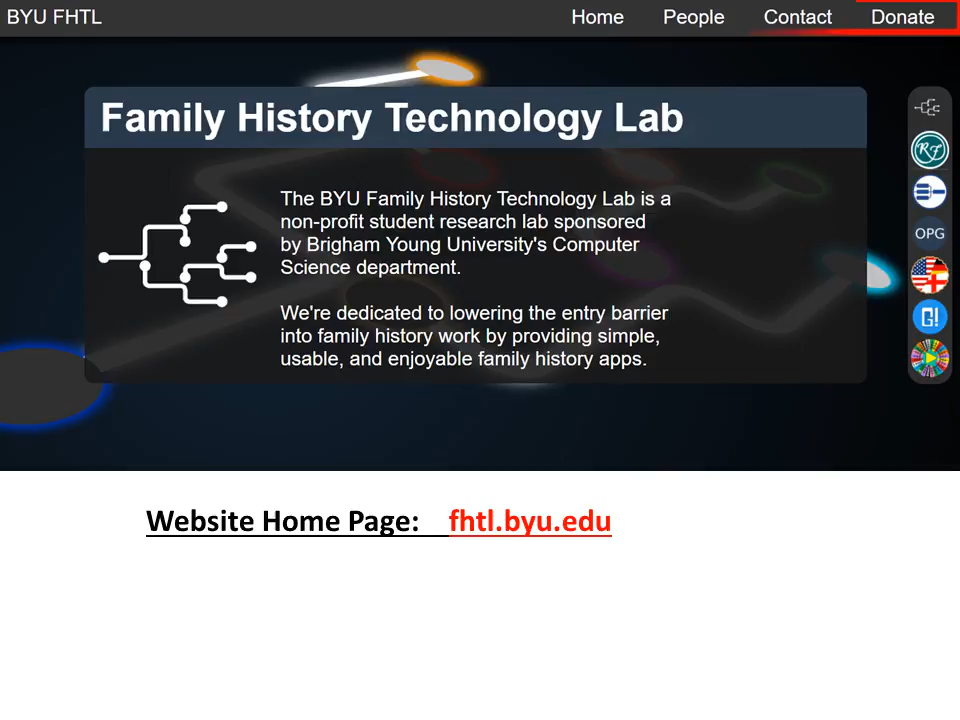 BYU FHTL Home People Contact Donate
Family History Technology Lab
The BYU Family History Technology Lab is a
non-profit student research lab sponsored
by Brigham Young University's Computer
Science department.
We're dedicated to lowering the entry barrier
into family history work by providing simple,
usable, and enjoyable family history apps.
RF
OPG
G!
Website Home Page: fhtl.byu.edu